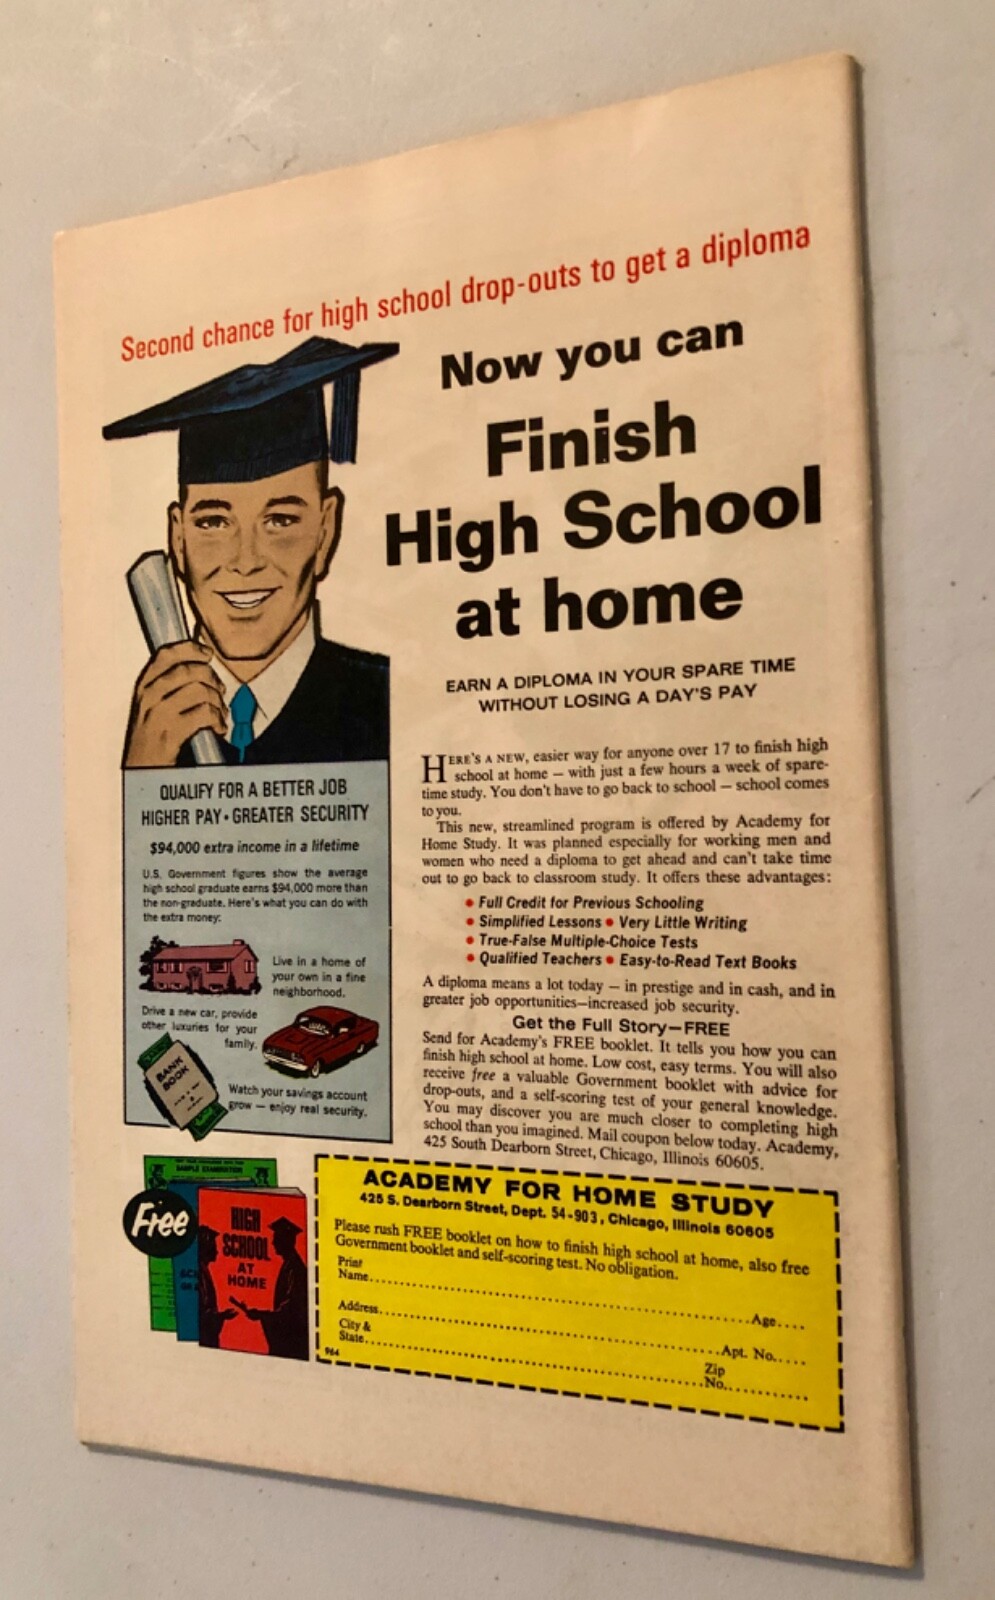 Second chance for high school drop-outs to get a diploma
Now you can
Finish
High School
at home
EARN A DIPLOMA IN YOUR SPARE TIME
WITHOUT LOSING A DAY'S PAY
HERE'S A NEW, easier way for anyone over 17 to finish high
school at home — with just a few hours a week of spare-
time study. You don't have to go back to school — school comes
to you.
This new, streamlined program is offered by Academy for
Home Study. It was planned especially for working men and
women who need a diploma to get ahead and can't take time
out to go back to classroom study. It offers these advantages:
• Full Credit for Previous Schooling
• Simplified Lessons • Very Little Writing
• True-False Multiple-Choice Tests
• Qualified Teachers • Easy-to-Read Text Books
A diploma means a lot today — in prestige and in cash, and in
greater job opportunities—increased job security.
Get the Full Story—FREE
Send for Academy's FREE booklet. It tells you how you can
finish high school at home. Low cost, easy terms. You will also
receive free a valuable Government booklet with advice for
drop-outs, and a self-scoring test of your general knowledge.
You may discover you are much closer to completing high
school than you imagined. Mail coupon below today. Academy,
425 South Dearborn Street, Chicago, Illinois 60605.
QUALIFY FOR A BETTER JOB
HIGHER PAY • GREATER SECURITY
$94,000 extra income in a lifetime
U.S. Government figures show the average
high school graduate earns $94,000 more than
the non-graduate. Here's what you can do with
the extra money:
Live in a home of
your own in a fine
neighborhood.
Drive a new car, provide
other luxuries for your
family.
BANK
BOOK
Watch your savings account
grow — enjoy real security.
SAMPLE EXAMINATION
Free
HIGH
SCHOOL
AT
HOME
ACADEMY FOR HOME STUDY
425 S. Dearborn Street, Dept. 54-903, Chicago, Illinois 60605
Please rush FREE booklet on how to finish high school at home, also free
Government booklet and self-scoring test. No obligation.
Print
Name..........Age....
Address..........Apt. No.....
City &
State..........Zip
No..........
964